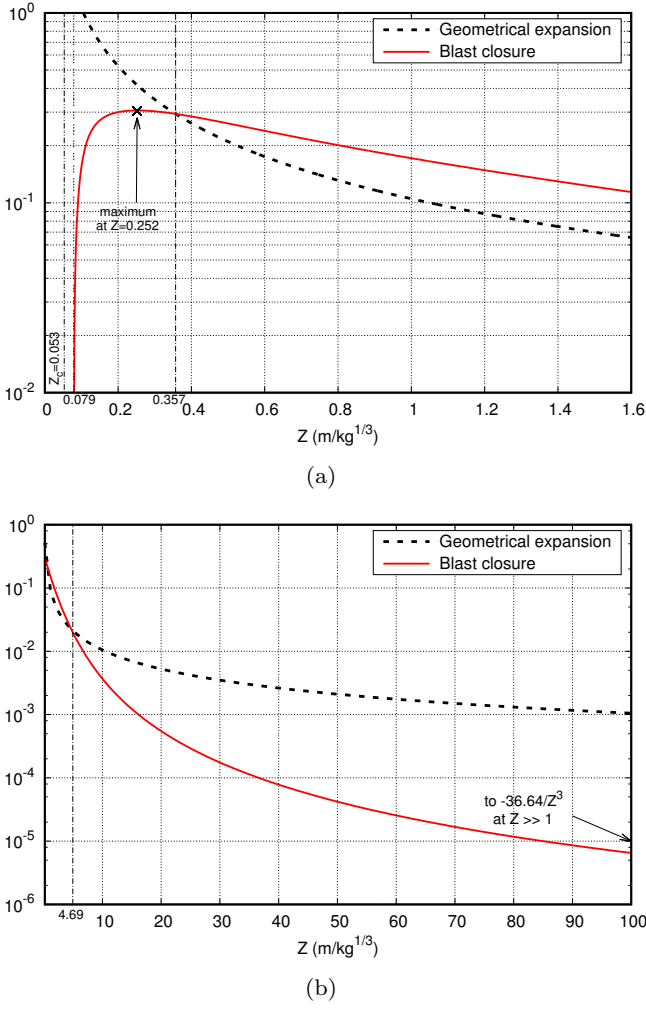 10^0
Geometrical expansion
Blast closure
10^-1
maximum
at Z=0.252
Z_c=0.053
10^-2
0.079
0.357
0 0.2 0.4 0.6 0.8 1 1.2 1.4 1.6
Z (m/kg^1/3)
(a)
10^0
Geometrical expansion
Blast closure
10^-1
10^-2
10^-3
10^-4
to -36.64/Z^3
at Z >> 1
10^-5
10^-6
4.69
10 20 30 40 50 60 70 80 90 100
Z (m/kg^1/3)
(b)